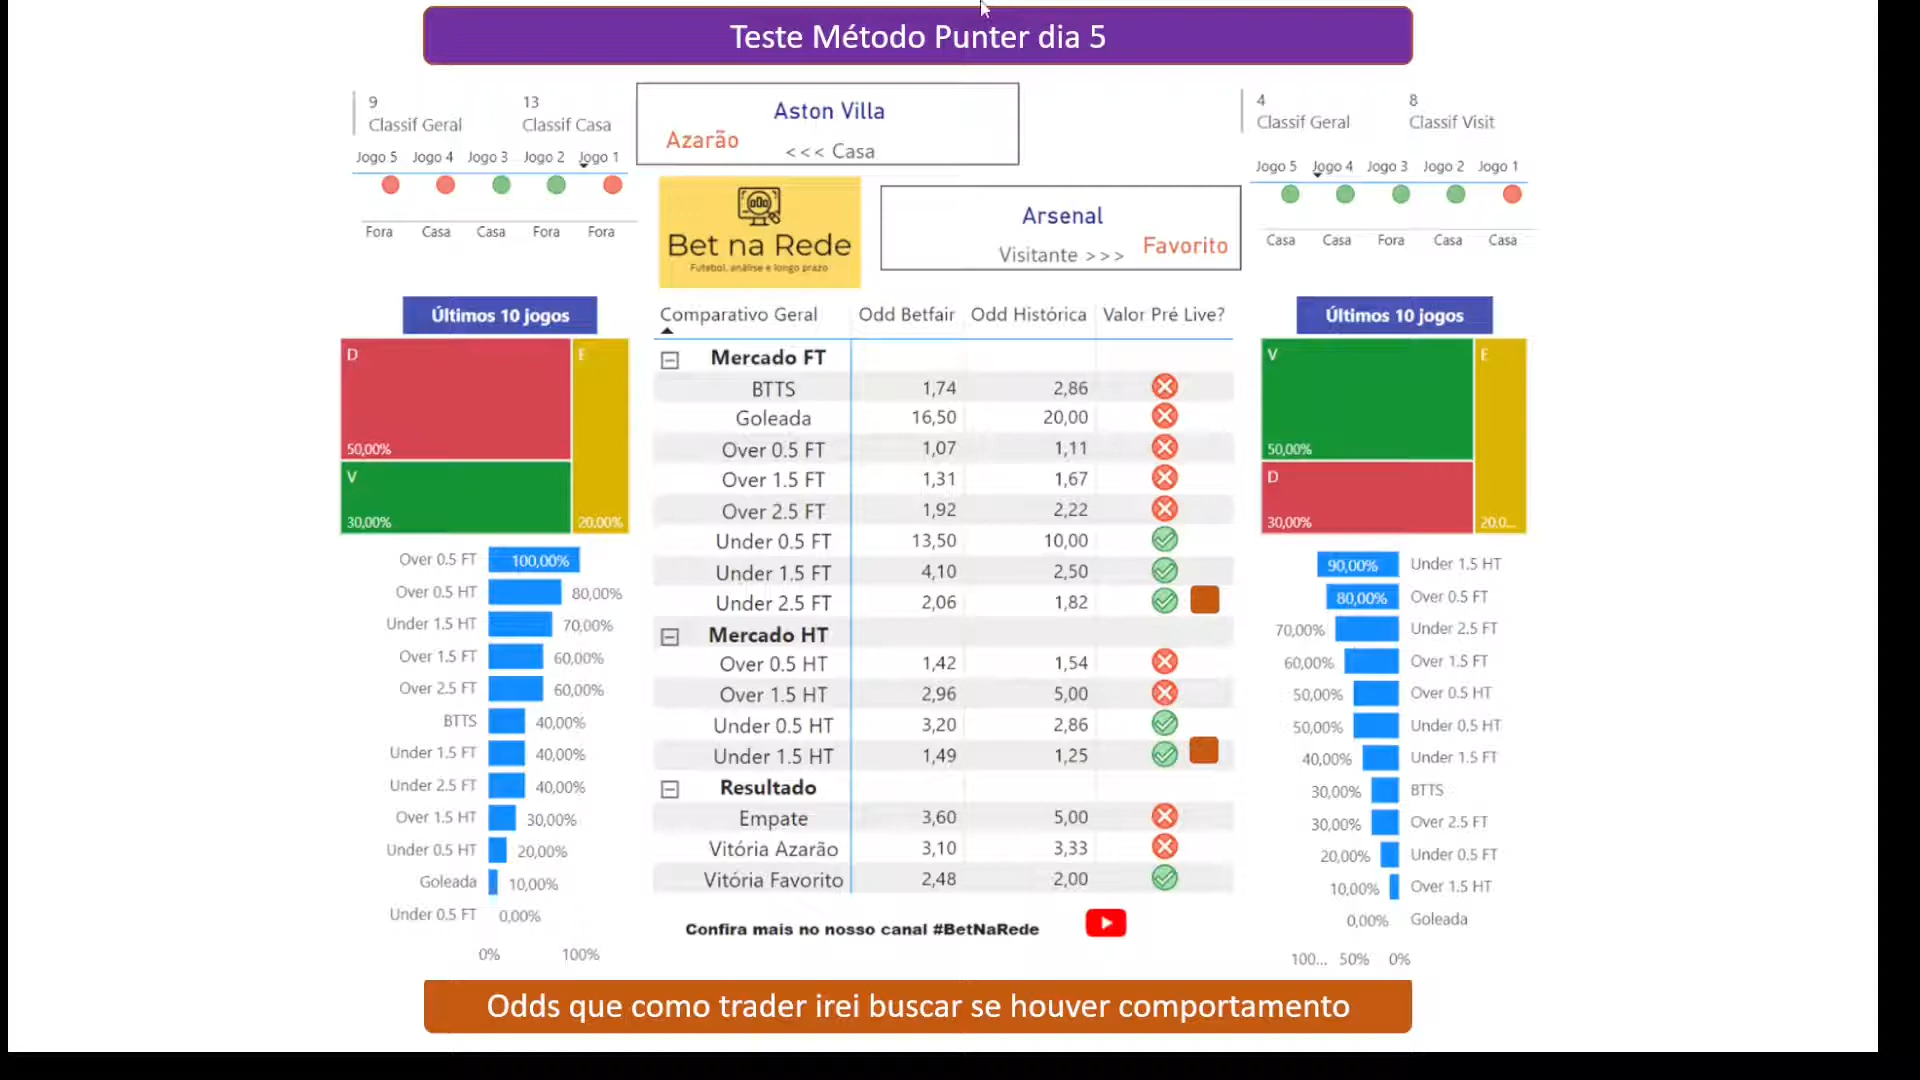 Teste Método Punter dia 5
9
Classif Geral
13
Classif Casa
Jogo 5 Jogo 4 Jogo 3 Jogo 2 Jogo 1
Fora Casa Casa Fora Fora
Aston Villa
Azarão
<<< Casa
Bet na Rede
Futebol, análise e longo prazo
Arsenal
Visitante >>> Favorito
4
Classif Geral
8
Classif Visit
Jogo 5 Jogo 4 Jogo 3 Jogo 2 Jogo 1
Casa Casa Fora Casa Casa
Últimos 10 jogos
D
50,00%
V
30,00%
E
20,00%
Over 0.5 FT 100,00%
Over 0.5 HT 80,00%
Under 1.5 HT 70,00%
Over 1.5 FT 60,00%
Over 2.5 FT 60,00%
BTTS 40,00%
Under 1.5 FT 40,00%
Under 2.5 FT 40,00%
Over 1.5 HT 30,00%
Under 0.5 HT 20,00%
Goleada 10,00%
Under 0.5 FT 0,00%
0% 100%
Comparativo Geral Odd Betfair Odd Histórica Valor Pré Live?
Mercado FT
BTTS 1,74 2,86
Goleada 16,50 20,00
Over 0.5 FT 1,07 1,11
Over 1.5 FT 1,31 1,67
Over 2.5 FT 1,92 2,22
Under 0.5 FT 13,50 10,00
Under 1.5 FT 4,10 2,50
Under 2.5 FT 2,06 1,82
Mercado HT
Over 0.5 HT 1,42 1,54
Over 1.5 HT 2,96 5,00
Under 0.5 HT 3,20 2,86
Under 1.5 HT 1,49 1,25
Resultado
Empate 3,60 5,00
Vitória Azarão 3,10 3,33
Vitória Favorito 2,48 2,00
Confira mais no nosso canal #BetNaRede
Últimos 10 jogos
V
50,00%
D
30,00%
E
20,0...
90,00% Under 1.5 HT
80,00% Over 0.5 FT
70,00% Under 2.5 FT
60,00% Over 1.5 FT
50,00% Over 0.5 HT
50,00% Under 0.5 HT
40,00% Under 1.5 FT
30,00% BTTS
30,00% Over 2.5 FT
20,00% Under 0.5 FT
10,00% Over 1.5 HT
0,00% Goleada
100... 50% 0%
Odds que como trader irei buscar se houver comportamento